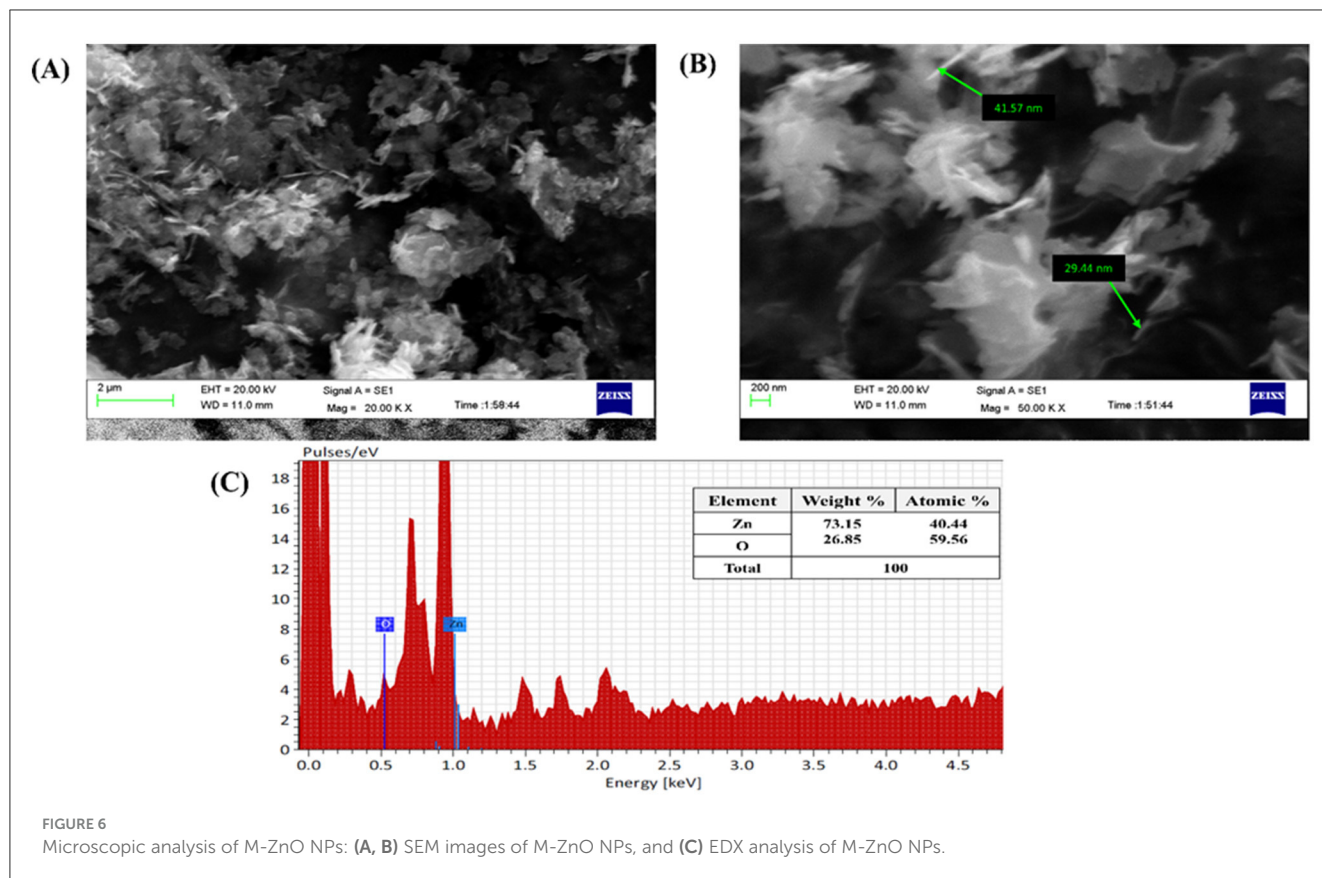 (A)
2 µm
EHT = 20.00 kV
Signal A = SE1
WD = 11.0 mm
Mag = 20.00 K X
Time :1:58:44
ZEISS
(B)
41.57 nm
29.44 nm
200 nm
EHT = 20.00 kV
Signal A = SE1
WD = 11.0 mm
Mag = 50.00 K X
Time :1:51:44
ZEISS
(C)
Pulses/eV
18
16
14
12
10
8
6
4
2
0
O
Zn
Element Weight % Atomic %
Zn 73.15 40.44
O 26.85 59.56
Total 100
0.0 0.5 1.0 1.5 2.0 2.5 3.0 3.5 4.0 4.5
Energy [keV]
FIGURE 6
Microscopic analysis of M-ZnO NPs: (A, B) SEM images of M-ZnO NPs, and (C) EDX analysis of M-ZnO NPs.